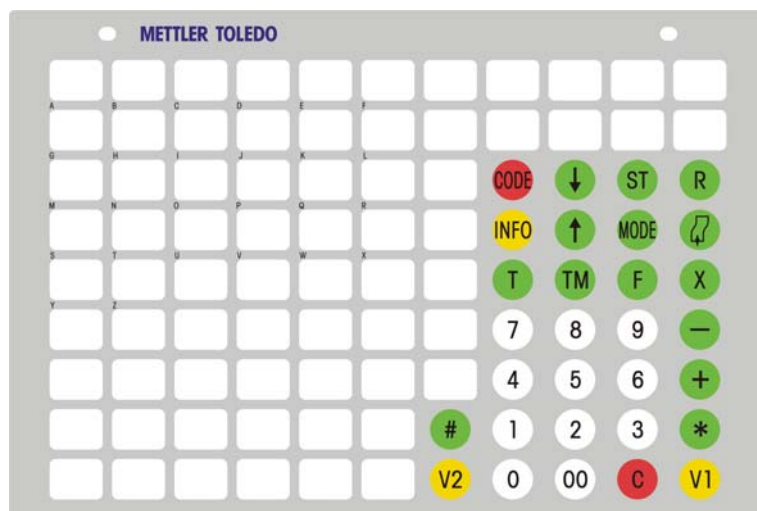 METTLER TOLEDO
A B C D E F
G H I J K L
CODE ↓ ST R
M N O P Q R
INFO ↑ MODE
S T U V W X
T TM F X
Y Z
7 8 9 −
4 5 6 +
# 1 2 3 *
V2 0 00 C V1